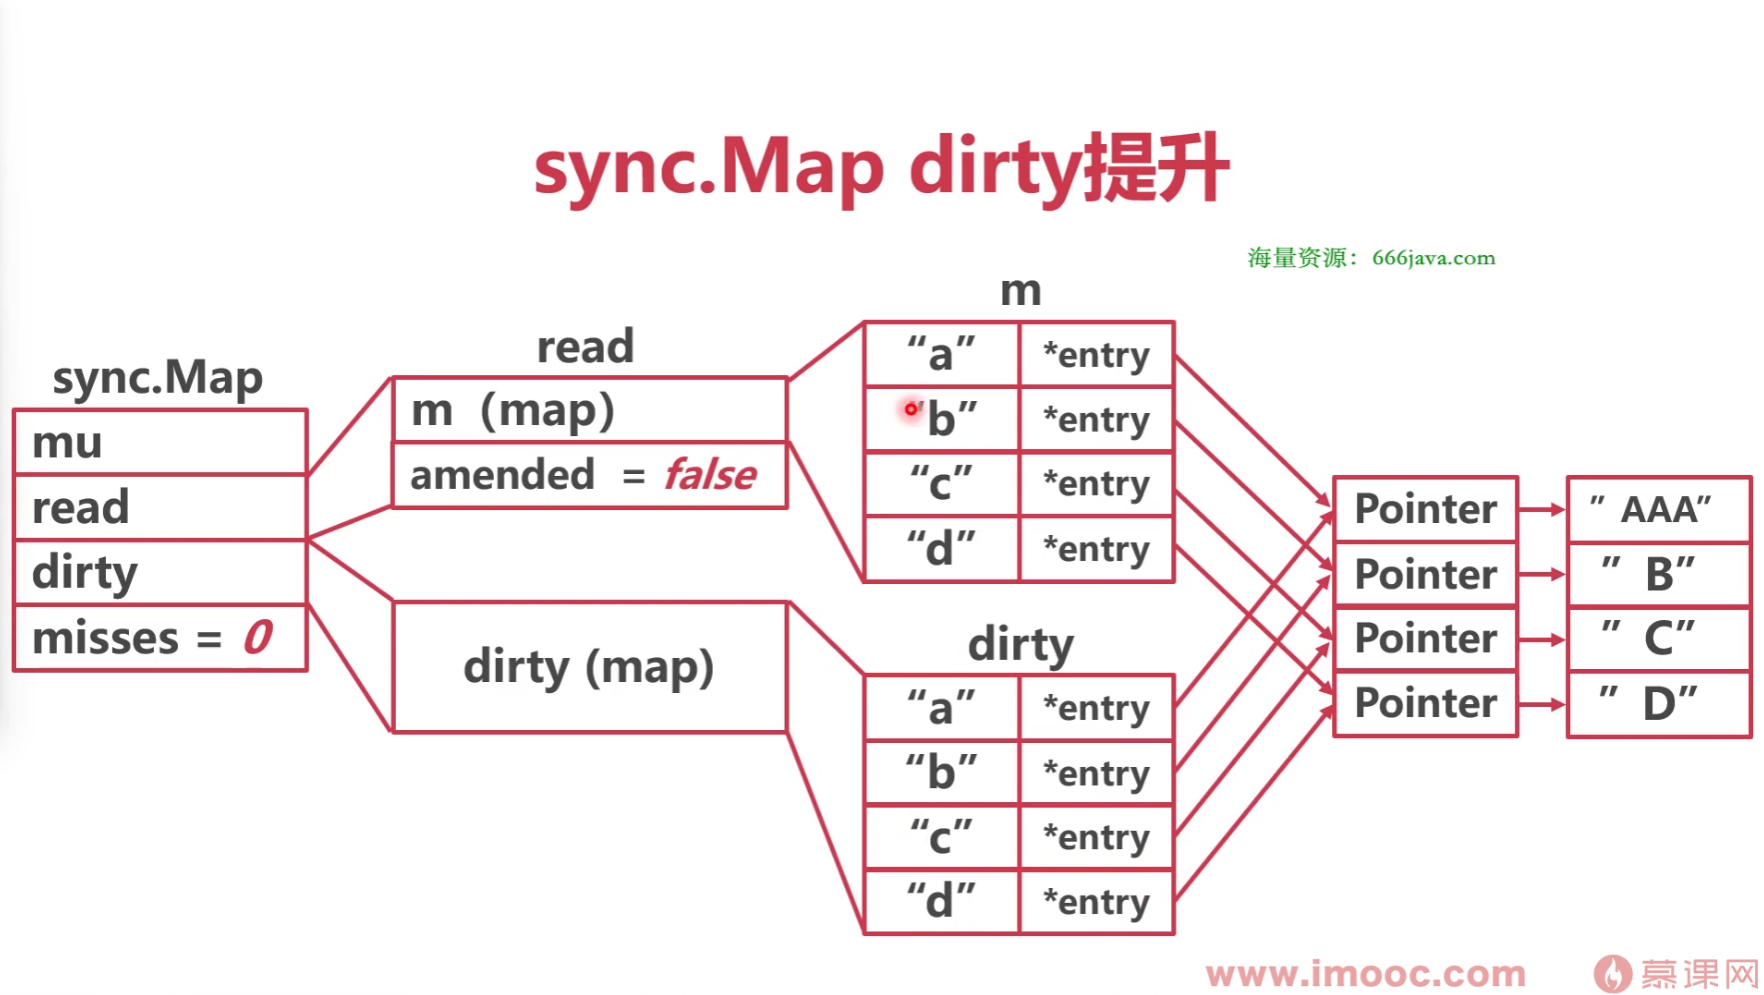 sync.Map dirty提升
海量资源：666java.com
sync.Map
mu
read
dirty
misses = 0
read
m（map）
amended = false
dirty (map)
m
“a” *entry
“b” *entry
“c” *entry
“d” *entry
dirty
“a” *entry
“b” *entry
“c” *entry
“d” *entry
Pointer ” AAA”
Pointer ” B”
Pointer ” C”
Pointer ” D”
www.imooc.com 慕课网